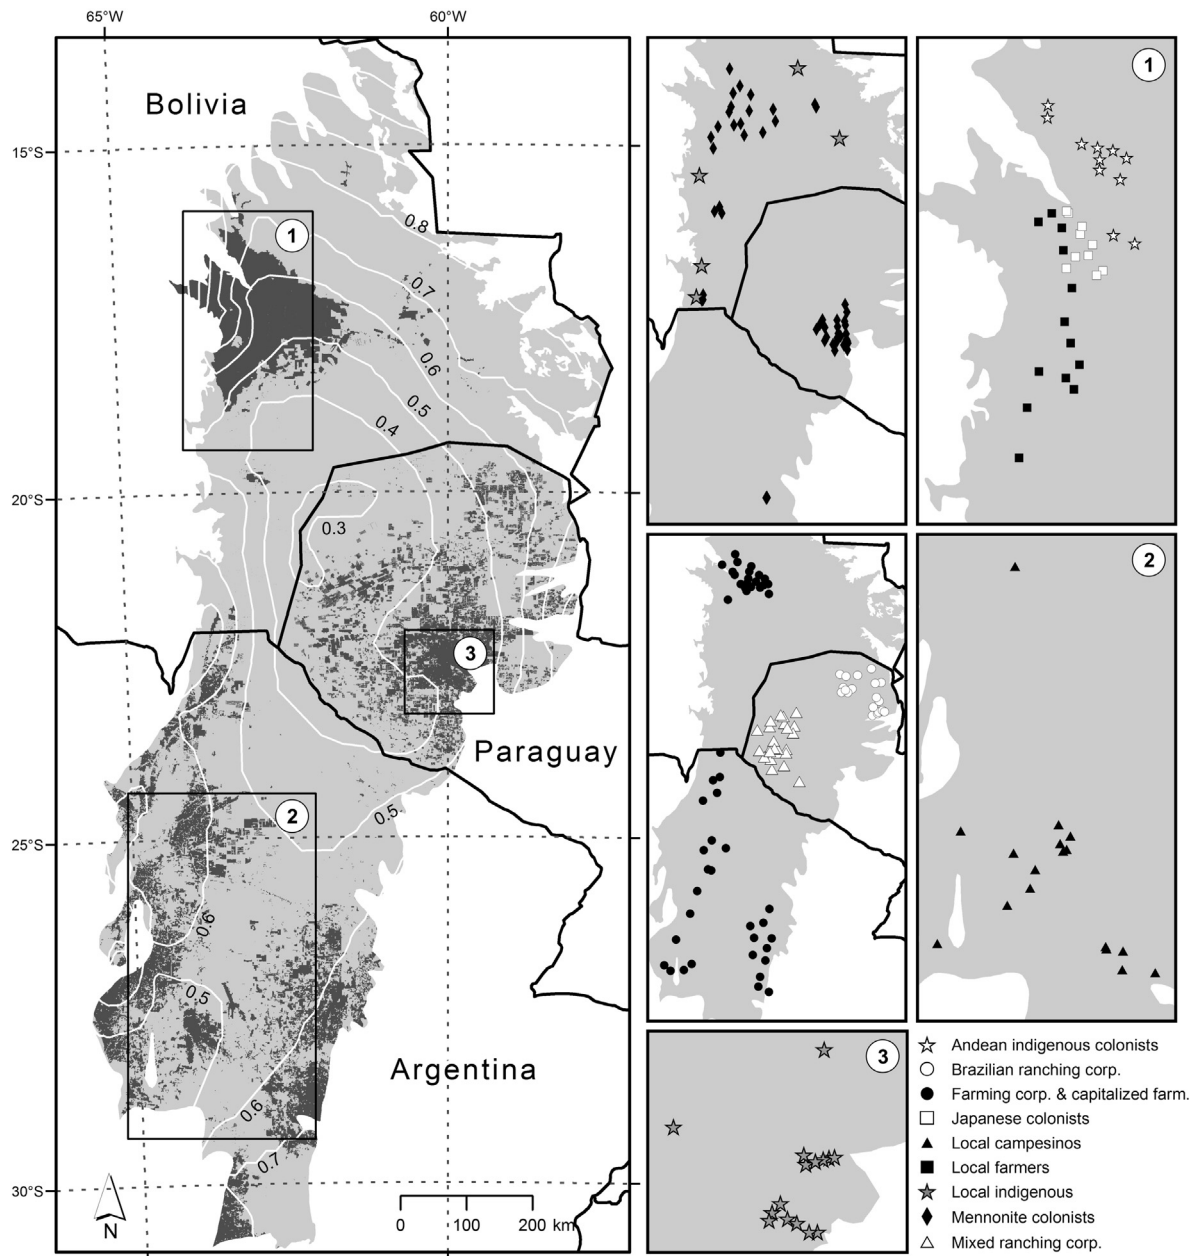 65°W
60°W
Bolivia
15°S
1
0.8
0.7
0.6
0.5
0.4
20°S
0.3
3
Paraguay
2
0.5
25°S
0.6
0.5
Argentina
0.6
0.7
30°S
N
0 100 200 km
1
2
3
Andean indigenous colonists
Brazilian ranching corp.
Farming corp. & capitalized farm.
Japanese colonists
Local campesinos
Local farmers
Local indigenous
Mennonite colonists
Mixed ranching corp.